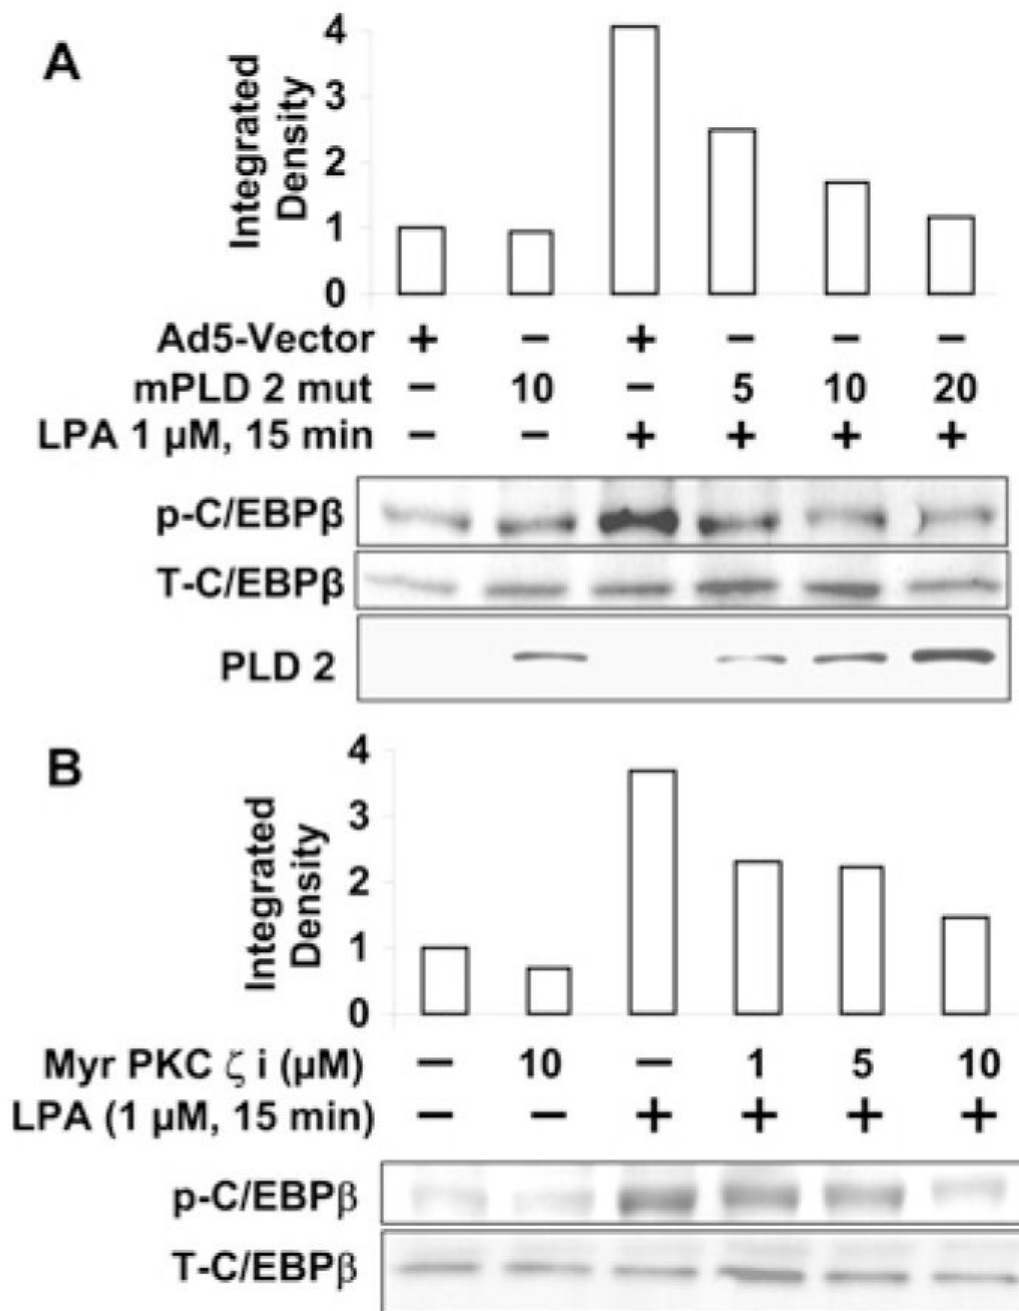 A
Integrated
Density
4
3
2
1
0
Ad5-Vector + − + − − −
mPLD 2 mut − 10 − 5 10 20
LPA 1 µM, 15 min − − + + + +
p-C/EBPβ
T-C/EBPβ
PLD 2
B
Integrated
Density
4
3
2
1
0
Myr PKC ζ i (µM) − 10 − 1 5 10
LPA (1 µM, 15 min) − − + + + +
p-C/EBPβ
T-C/EBPβ